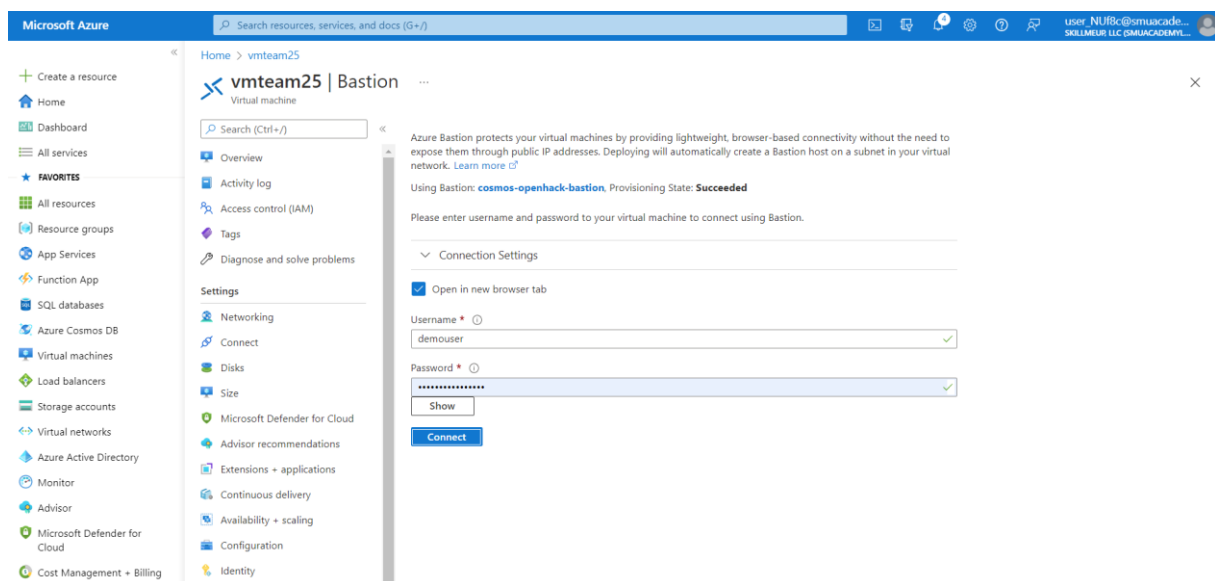 Microsoft Azure
Search resources, services, and docs (G+/)
4
user_NUf8c@smuacade...
SKILLMEUP, LLC (SMUACADEMYL...
«
Create a resource
Home
Dashboard
All services
FAVORITES
All resources
Resource groups
App Services
Function App
SQL databases
Azure Cosmos DB
Virtual machines
Load balancers
Storage accounts
Virtual networks
Azure Active Directory
Monitor
Advisor
Microsoft Defender for
Cloud
Cost Management + Billing
Home > vmteam25
vmteam25 | Bastion ...
Virtual machine
Search (Ctrl+/)
«
Overview
Activity log
Access control (IAM)
Tags
Diagnose and solve problems
Settings
Networking
Connect
Disks
Size
Microsoft Defender for Cloud
Advisor recommendations
Extensions + applications
Continuous delivery
Availability + scaling
Configuration
Identity
Azure Bastion protects your virtual machines by providing lightweight, browser-based connectivity without the need to
expose them through public IP addresses. Deploying will automatically create a Bastion host on a subnet in your virtual
network. Learn more
Using Bastion: cosmos-openhack-bastion, Provisioning State: Succeeded
Please enter username and password to your virtual machine to connect using Bastion.
Connection Settings
Open in new browser tab
Username *
demouser
Password *
••••••••••••••••
Show
Connect